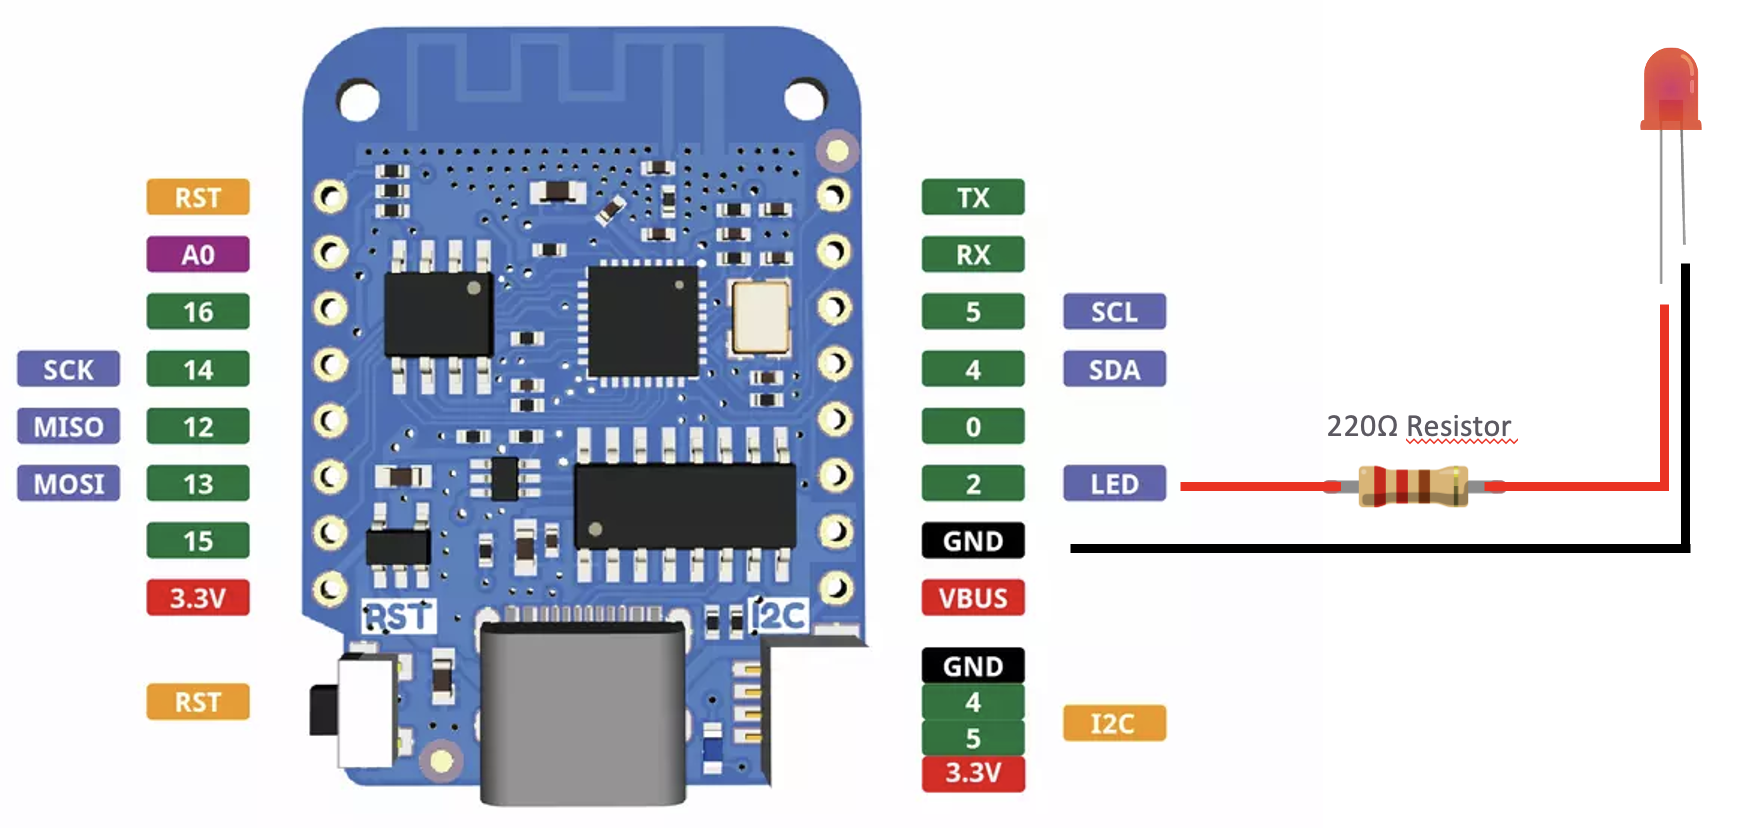 RST
A0
16
SCK 14
MISO 12
MOSI 13
15
3.3V
RST
RST
I2C
TX
RX
5 SCL
4 SDA
0
2 LED
GND
VBUS
GND
4
5
3.3V
I2C
220Ω Resistor